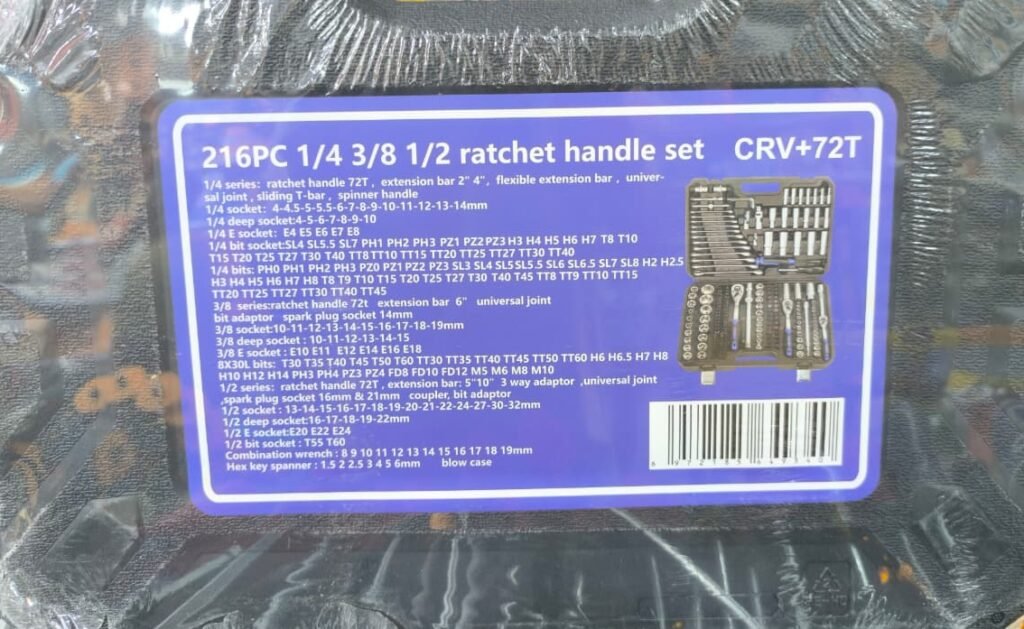 216PC 1/4 3/8 1/2 ratchet handle set CRV+72T
1/4 series: ratchet handle 72T , extension bar 2" 4", flexible extension bar , univer-
sal joint , sliding T-bar , spinner handle
1/4 socket: 4-4.5-5-5.5-6-7-8-9-10-11-12-13-14mm
1/4 deep socket:4-5-6-7-8-9-10
1/4 E socket: E4 E5 E6 E7 E8
1/4 bit socket:SL4 SL5.5 SL7 PH1 PH2 PH3 PZ1 PZ2 PZ3 H3 H4 H5 H6 H7 T8 T10
T15 T20 T25 T27 T30 T40 TT8 TT10 TT15 TT20 TT25 TT27 TT30 TT40
1/4 bits: PH0 PH1 PH2 PH3 PZ0 PZ1 PZ2 PZ3 SL3 SL4 SL5 SL5.5 SL6 SL6.5 SL7 SL8 H2 H2.5
H3 H4 H5 H6 H7 H8 T8 T9 T10 T15 T20 T25 T27 T30 T40 T45 TT8 TT9 TT10 TT15
TT20 TT25 TT27 TT30 TT40 TT45
3/8 series:ratchet handle 72t extension bar 6" universal joint
bit adaptor spark plug socket 14mm
3/8 socket:10-11-12-13-14-15-16-17-18-19mm
3/8 deep socket : 10-11-12-13-14-15
3/8 E socket : E10 E11 E12 E14 E16 E18
8X30L bits: T30 T35 T40 T45 T50 T60 TT30 TT35 TT40 TT45 TT50 TT60 H6 H6.5 H7 H8
H10 H12 H14 PH3 PH4 PZ3 PZ4 FD8 FD10 FD12 M5 M6 M8 M10
1/2 series: ratchet handle 72T , extension bar: 5"10" 3 way adaptor ,universal joint
,spark plug socket 16mm & 21mm coupler, bit adaptor
1/2 socket : 13-14-15-16-17-18-19-20-21-22-24-27-30-32mm
1/2 deep socket:16-17-18-19-22mm
1/2 E socket:E20 E22 E24
1/2 bit socket : T55 T60
Combination wrench : 8 9 10 11 12 13 14 15 16 17 18 19mm
Hex key spanner : 1.5 2 2.5 3 4 5 6mm blow case